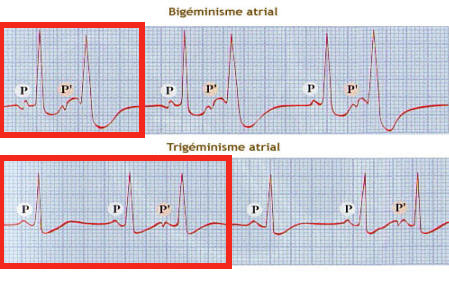 Bigéminisme atrial
P P' P P' P P'
Trigéminisme atrial
P P P' P P P'